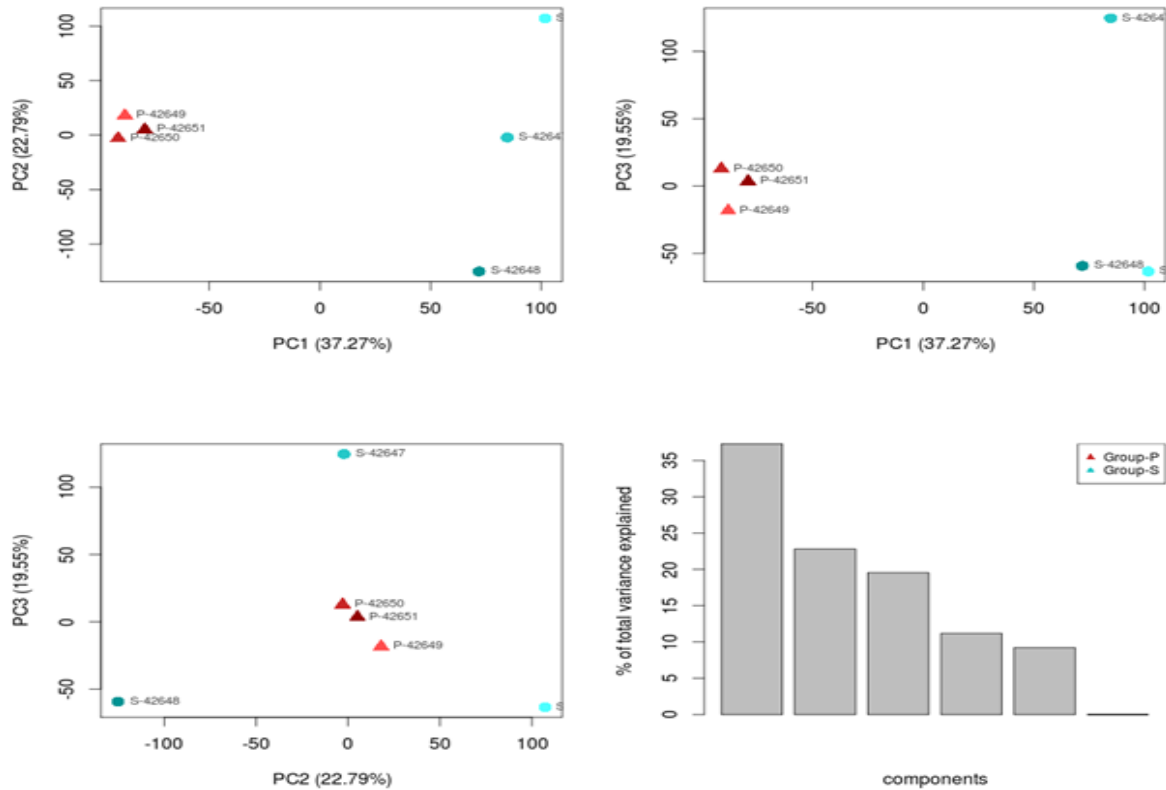 S
P-42649
P-42651
P-42650
S-4264
S-42648
100
50
0
-50
-100
PC2 (22.79%)
-50 0 50 100
PC1 (37.27%)
S-4264
P-42650
P-42651
P-42649
S-42648
S
100
50
0
-50
PC3 (19.55%)
-50 0 50 100
PC1 (37.27%)
S-42647
P-42650
P-42651
P-42649
S-42648
S
100
50
0
-50
PC3 (19.55%)
-100 -50 0 50 100
PC2 (22.79%)
Group-P
Group-S
35
30
25
20
15
10
5
0
% of total variance explained
components